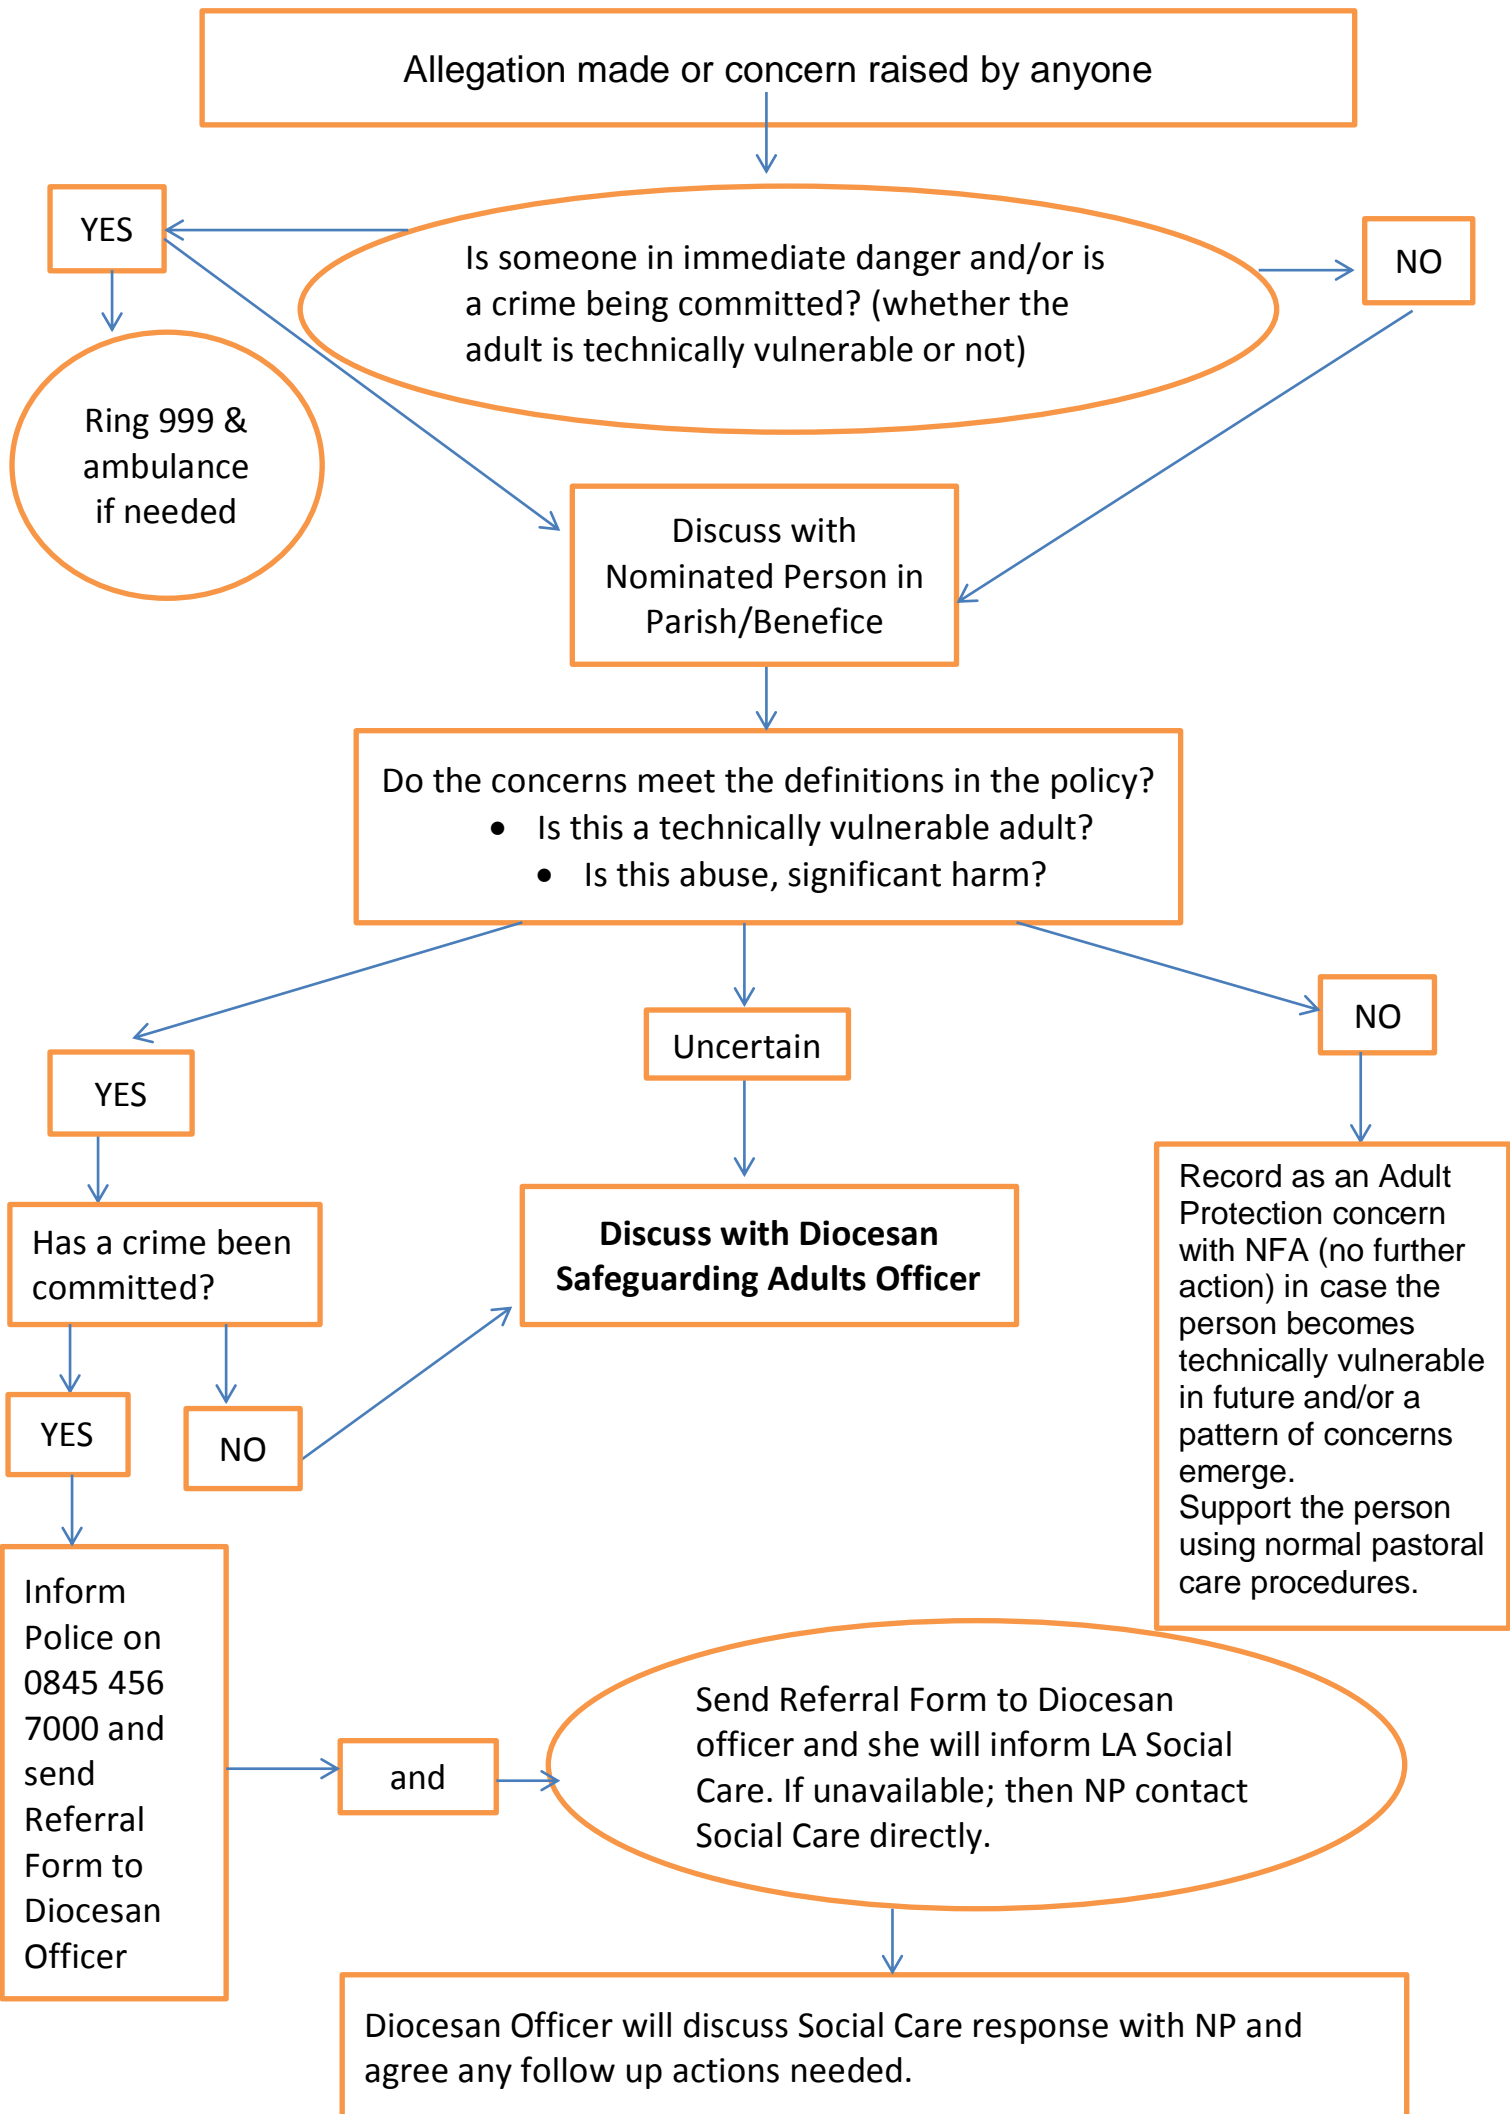 Allegation made or concern raised by anyone
YES
Is someone in immediate danger and/or is
a crime being committed? (whether the
adult is technically vulnerable or not)
NO
Ring 999 &
ambulance
if needed
Discuss with
Nominated Person in
Parish/Benefice
Do the concerns meet the definitions in the policy?
• Is this a technically vulnerable adult?
• Is this abuse, significant harm?
YES
Uncertain
NO
Has a crime been
committed?
Discuss with Diocesan
Safeguarding Adults Officer
Record as an Adult
Protection concern
with NFA (no further
action) in case the
person becomes
technically vulnerable
in future and/or a
pattern of concerns
emerge.
Support the person
using normal pastoral
care procedures.
YES
NO
Inform
Police on
0845 456
7000 and
send
Referral
Form to
Diocesan
Officer
and
Send Referral Form to Diocesan
officer and she will inform LA Social
Care. If unavailable; then NP contact
Social Care directly.
Diocesan Officer will discuss Social Care response with NP and
agree any follow up actions needed.